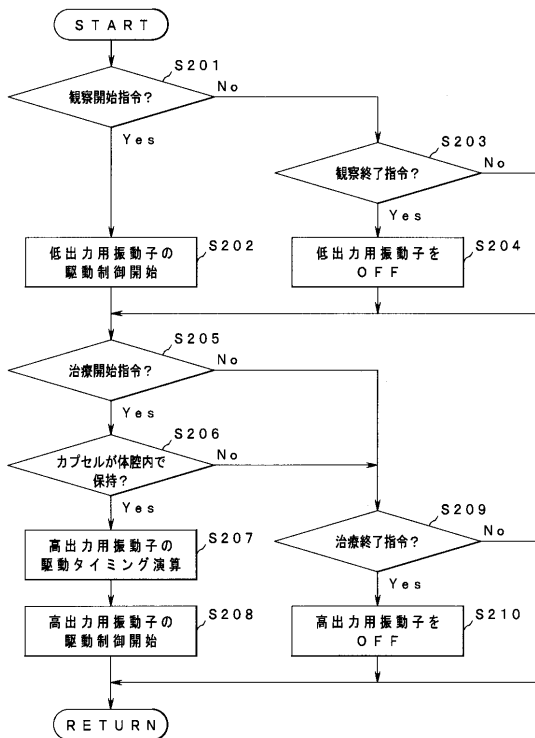 START
S201
観察開始指令?
No
Yes
S203
観察終了指令?
No
Yes
S202
低出力用振動子の
駆動制御開始
S204
低出力用振動子を
OFF
S205
治療開始指令?
No
Yes
S206
カプセルが体腔内で
保持?
No
Yes
S207
高出力用振動子の
駆動タイミング演算
S209
治療終了指令?
No
Yes
S208
高出力用振動子の
駆動制御開始
S210
高出力用振動子を
OFF
RETURN